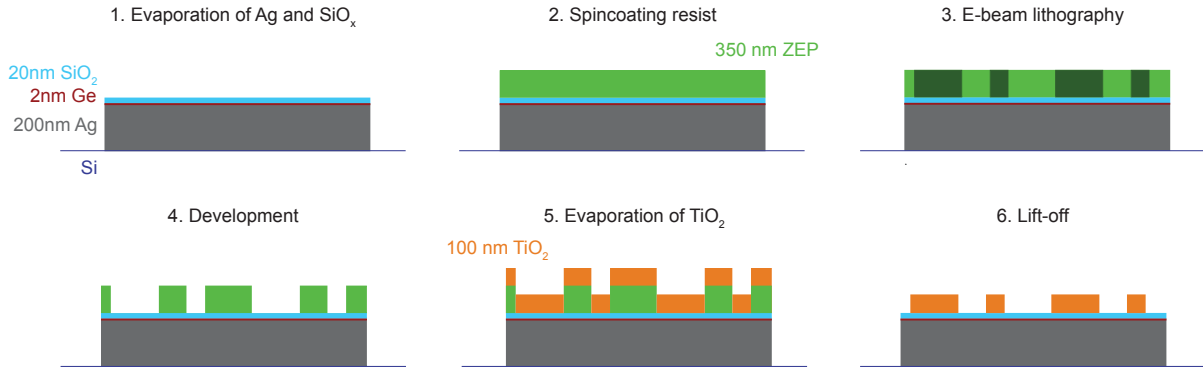 1. Evaporation of Ag and SiOₓ
2. Spincoating resist
3. E-beam lithography
350 nm ZEP
20nm SiO₂
2nm Ge
200nm Ag
Si
4. Development
5. Evaporation of TiO₂
6. Lift-off
100 nm TiO₂